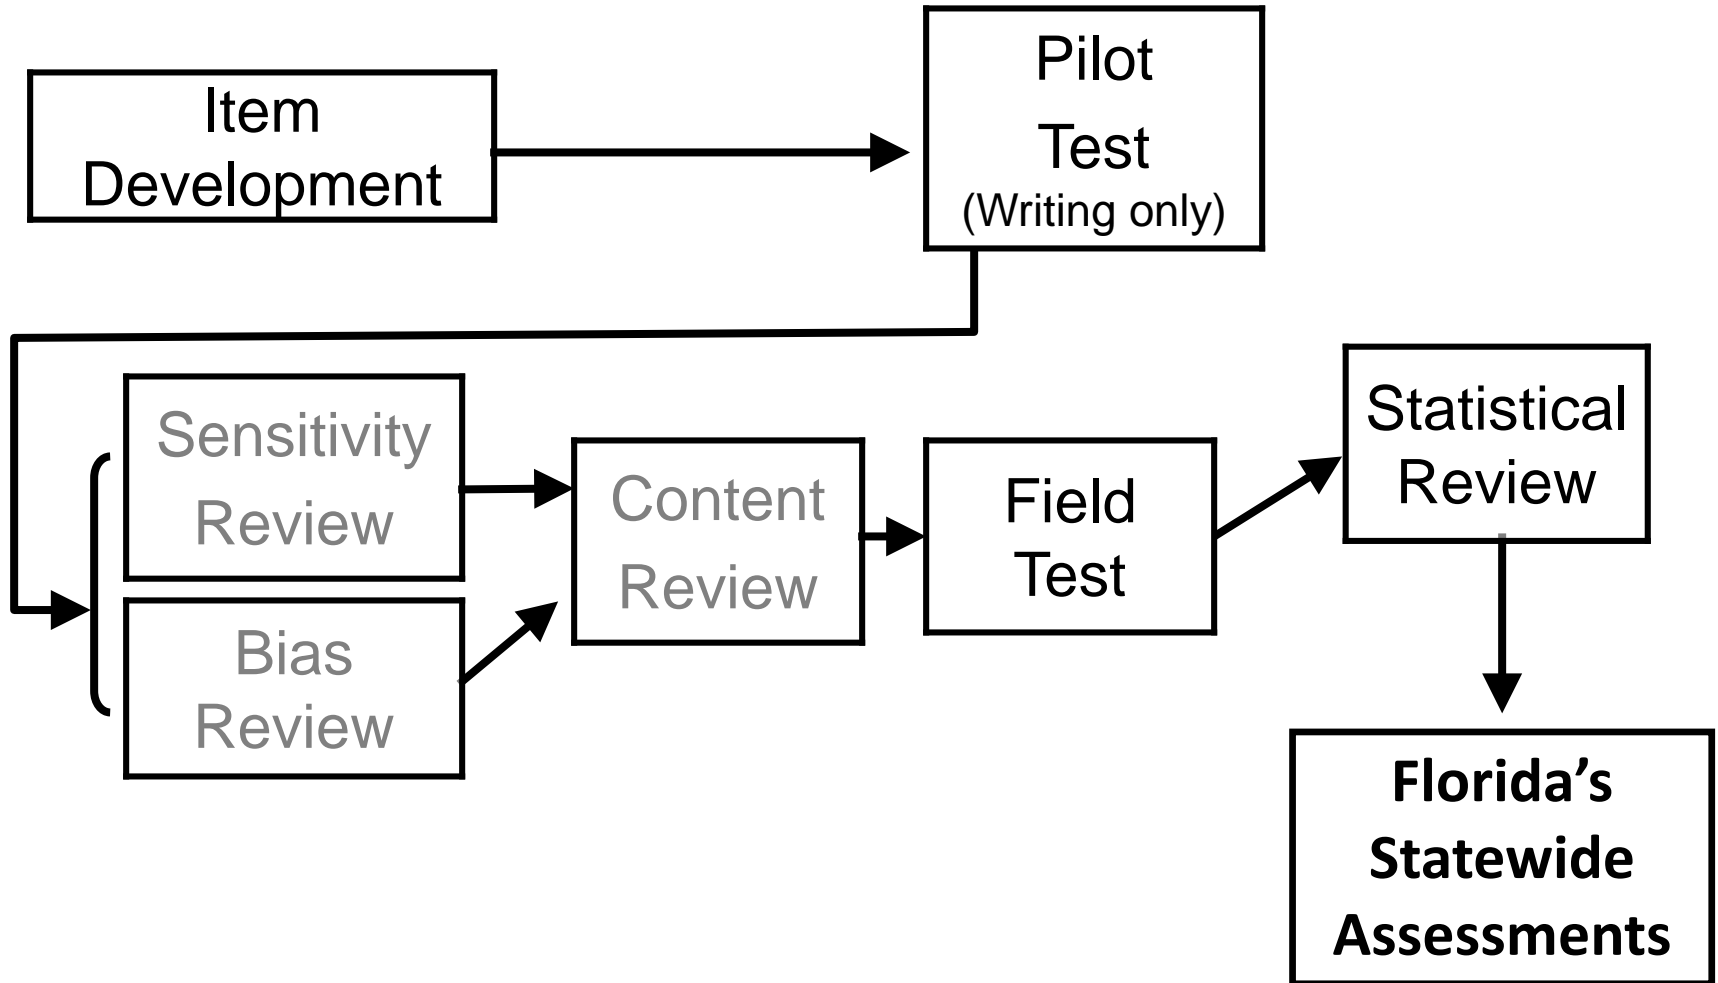 Item
Development
Pilot
Test
(Writing only)
Sensitivity
Review
Bias
Review
Content
Review
Field
Test
Statistical
Review
Florida’s
Statewide
Assessments